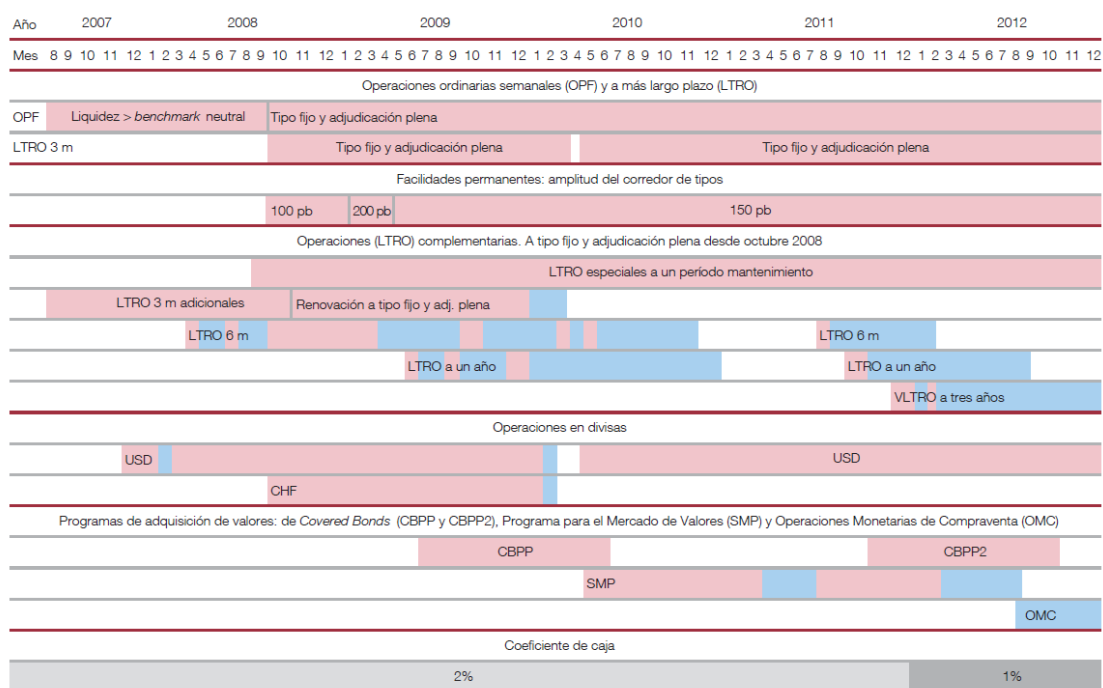 Año 2007 2008 2009 2010 2011 2012
Mes 8 9 10 11 12 1 2 3 4 5 6 7 8 9 10 11 12 1 2 3 4 5 6 7 8 9 10 11 12 1 2 3 4 5 6 7 8 9 10 11 12 1 2 3 4 5 6 7 8 9 10 11 12 1 2 3 4 5 6 7 8 9 10 11 12
Operaciones ordinarias semanales (OPF) y a más largo plazo (LTRO)
OPF Liquidez > benchmark neutral Tipo fijo y adjudicación plena
LTRO 3 m Tipo fijo y adjudicación plena Tipo fijo y adjudicación plena
Facilidades permanentes: amplitud del corredor de tipos
100 pb 200 pb 150 pb
Operaciones (LTRO) complementarias. A tipo fijo y adjudicación plena desde octubre 2008
LTRO especiales a un período mantenimiento
LTRO 3 m adicionales Renovación a tipo fijo y adj. plena
LTRO 6 m LTRO 6 m
LTRO a un año LTRO a un año
VLTRO a tres años
Operaciones en divisas
USD USD
CHF
Programas de adquisición de valores: de Covered Bonds (CBPP y CBPP2), Programa para el Mercado de Valores (SMP) y Operaciones Monetarias de Compraventa (OMC)
CBPP CBPP2
SMP
OMC
Coeficiente de caja
2% 1%